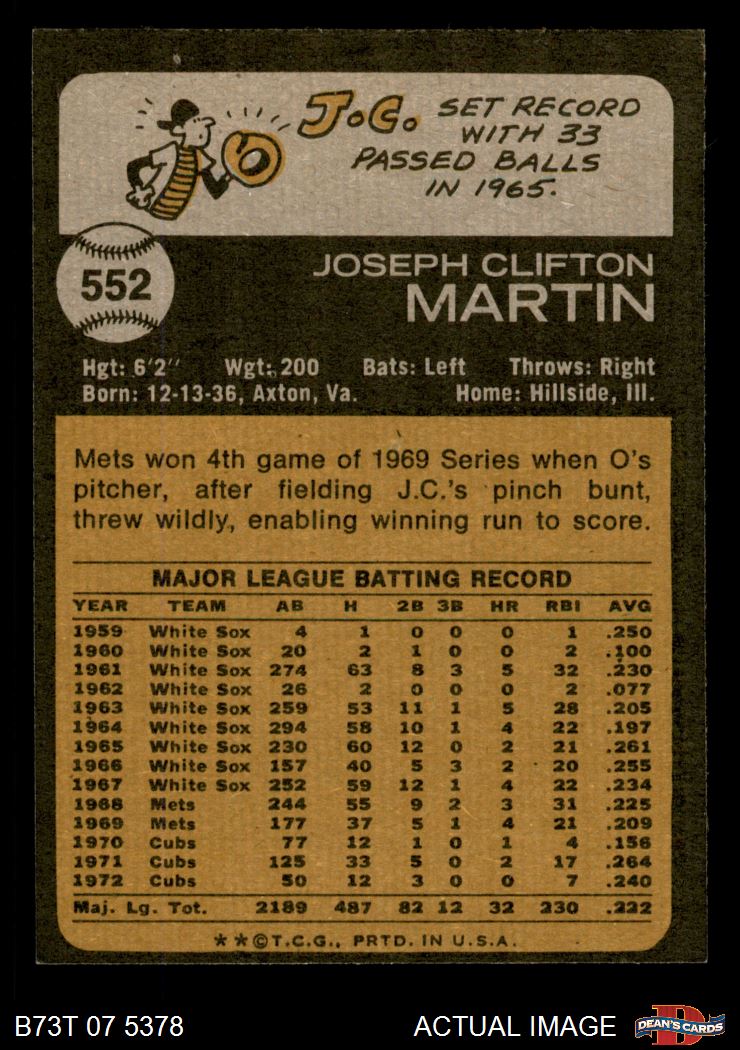 J.C. SET RECORD
WITH 33
PASSED BALLS
IN 1965.
552
JOSEPH CLIFTON
MARTIN
Hgt: 6'2" Wgt: 200 Bats: Left Throws: Right
Born: 12-13-36, Axton, Va. Home: Hillside, Ill.
Mets won 4th game of 1969 Series when O's
pitcher, after fielding J.C.'s pinch bunt,
threw wildly, enabling winning run to score.
MAJOR LEAGUE BATTING RECORD
YEAR TEAM AB H 2B 3B HR RBI AVG
1959 White Sox 4 1 0 0 0 1 .250
1960 White Sox 20 2 1 0 0 2 .100
1961 White Sox 274 63 8 3 5 32 .230
1962 White Sox 26 2 0 0 0 2 .077
1963 White Sox 259 53 11 1 5 28 .205
1964 White Sox 294 58 10 1 4 22 .197
1965 White Sox 230 60 12 0 2 21 .261
1966 White Sox 157 40 5 3 2 20 .255
1967 White Sox 252 59 12 1 4 22 .234
1968 Mets 244 55 9 2 3 31 .225
1969 Mets 177 37 5 1 4 21 .209
1970 Cubs 77 12 1 0 1 4 .156
1971 Cubs 125 33 5 0 2 17 .264
1972 Cubs 50 12 3 0 0 7 .240
Maj. Lg. Tot. 2189 487 82 12 32 230 .222
**©T.C.G., PRTD. IN U.S.A.
B73T 07 5378 ACTUAL IMAGE
D
DEAN'S CARDS